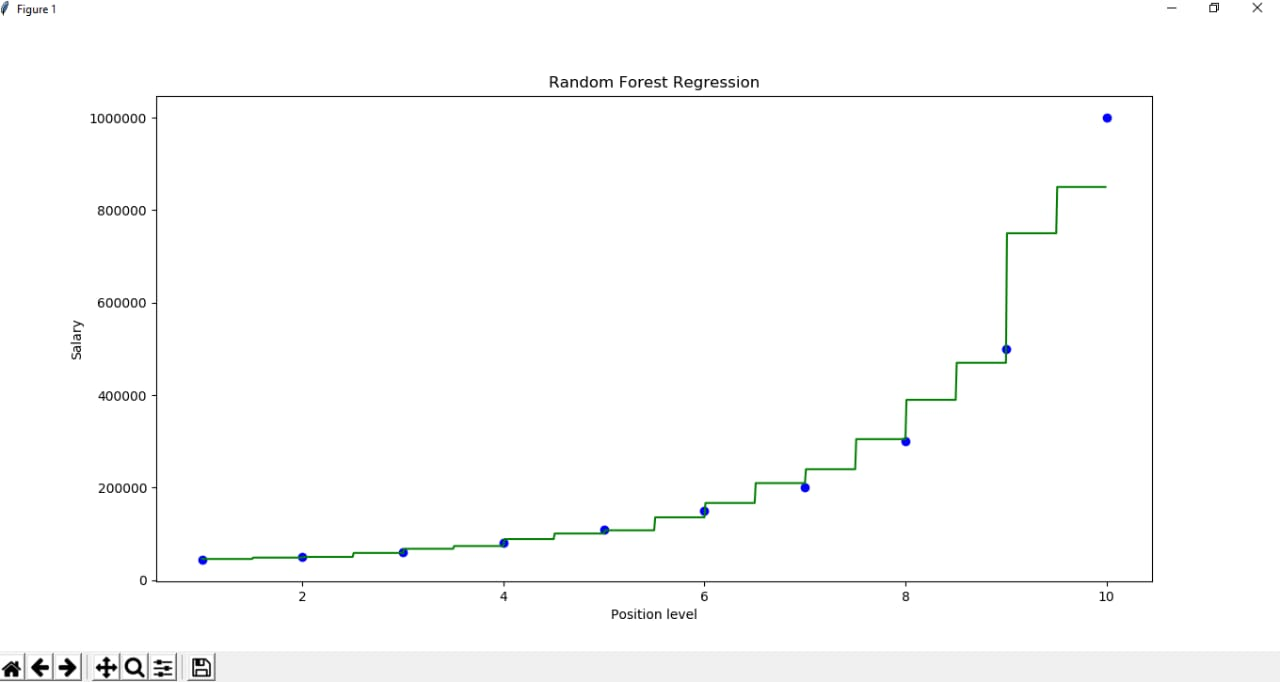 Figure 1
Random Forest Regression
1000000
800000
600000
400000
200000
0
Salary
2 4 6 8 10
Position level